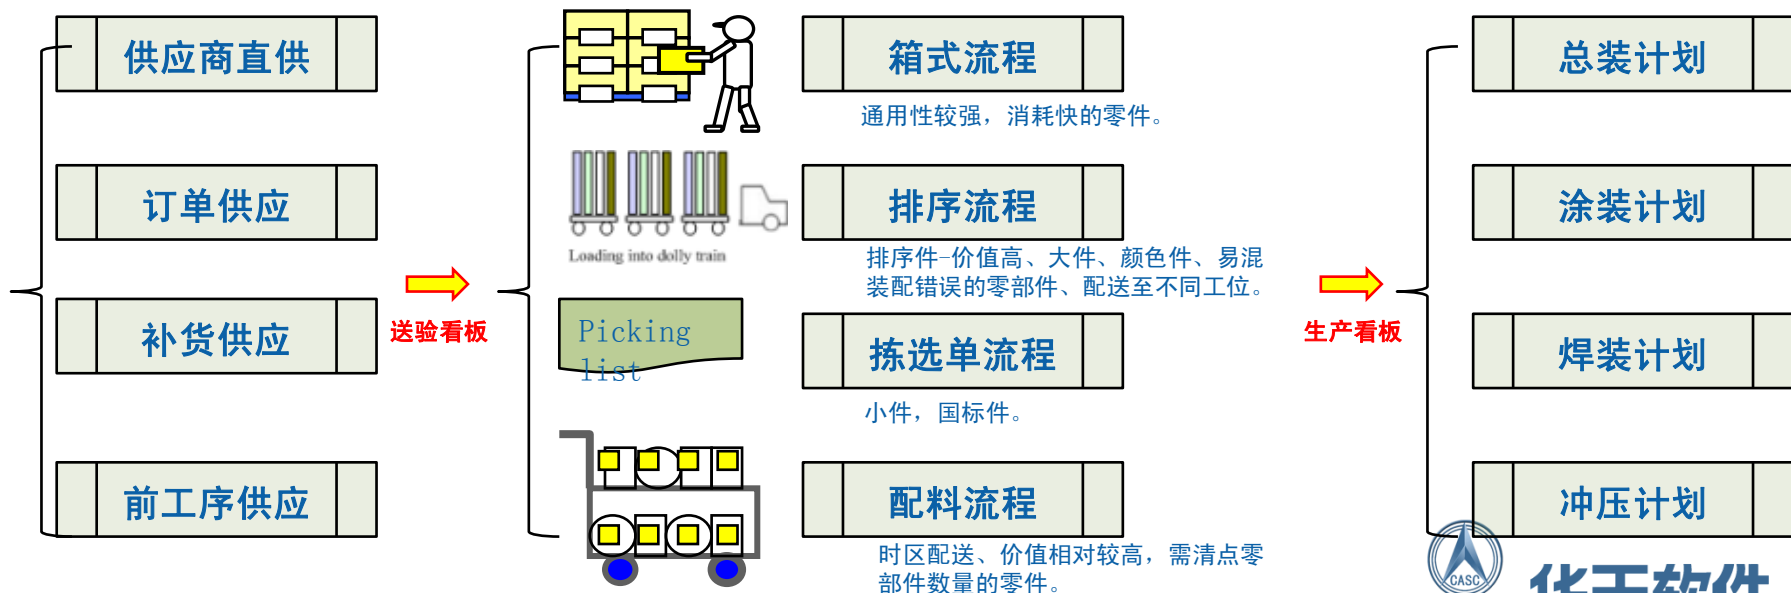 供应商直供
订单供应
补货供应
前工序供应
送验看板
箱式流程
通用性较强，消耗快的零件。
Loading into dolly train
排序流程
排序件-价值高、大件、颜色件、易混
装配错误的零部件、配送至不同工位。
Picking
list
拣选单流程
小件，国标件。
配料流程
时区配送、价值相对较高，需清点零
部件数量的零件。
生产看板
总装计划
涂装计划
焊装计划
冲压计划
CASC
华天软件